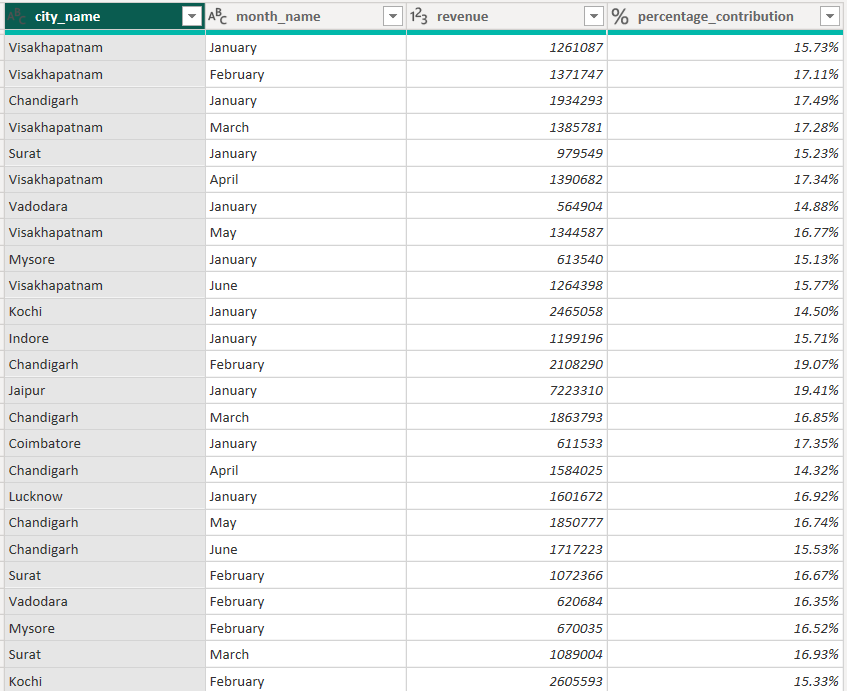 ABC city_name ABC month_name 123 revenue % percentage_contribution
Visakhapatnam January 1261087 15.73%
Visakhapatnam February 1371747 17.11%
Chandigarh January 1934293 17.49%
Visakhapatnam March 1385781 17.28%
Surat January 979549 15.23%
Visakhapatnam April 1390682 17.34%
Vadodara January 564904 14.88%
Visakhapatnam May 1344587 16.77%
Mysore January 613540 15.13%
Visakhapatnam June 1264398 15.77%
Kochi January 2465058 14.50%
Indore January 1199196 15.71%
Chandigarh February 2108290 19.07%
Jaipur January 7223310 19.41%
Chandigarh March 1863793 16.85%
Coimbatore January 611533 17.35%
Chandigarh April 1584025 14.32%
Lucknow January 1601672 16.92%
Chandigarh May 1850777 16.74%
Chandigarh June 1717223 15.53%
Surat February 1072366 16.67%
Vadodara February 620684 16.35%
Mysore February 670035 16.52%
Surat March 1089004 16.93%
Kochi February 2605593 15.33%